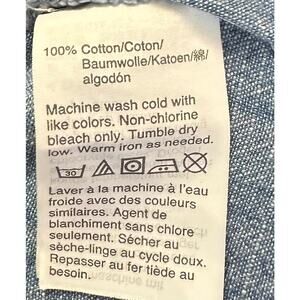 100% Cotton/Coton/
Baumwolle/Katoen/綿/
algodón
Machine wash cold with
like colors. Non-chlorine
bleach only. Tumble dry
low. Warm iron as needed.
30
Laver à la machine à l'eau
froide avec des couleurs
similaires. Agent de
blanchiment sans chlore
seulement. Sécher au
sèche-linge au cycle doux.
Repasser au fer tiède au
besoin.